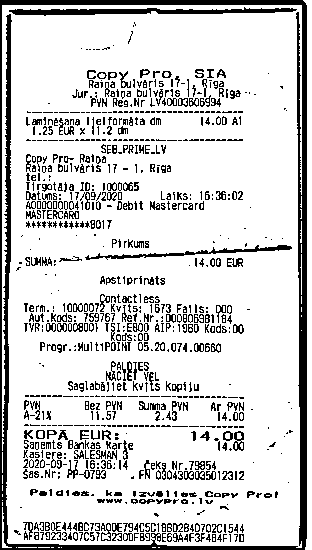 Copy Pro, SIA
Raiņa bulvāris 17-1, Rīga
Jur.: Raiņa bulvāris 17-1, Rīga
PVN Reģ.Nr LV40003606994
Laminēšana lielformāta dm 14.00 A1
1.25 EUR x 11.2 dm
SEB_PRIME_LV
Copy Pro- Raiņa
Raiņa bulvāris 17 - 1, Rīga
tel.:
Tirgotāja ID: 1000065
Datums: 17/09/2020 Laiks: 16:36:02
A0000000041010 - Debit Mastercard
MASTERCARD
************8017
Pirkums
SUMMA: 14.00 EUR
Apstiprināts
Contactless
Term.: 10000072 Kvīts: 1673 Fails: 000
Aut.Kods: 759767 Ref.Nr.:
TVR:0000008001 TSI:E800 AIP:1980 Kods:00
Kods:00
Progr.:MultiPOINT 05.20.074.00660
PALDIES
NĀCIET VĒL
Saglabājiet kvīts kopiju
PVN Bez PVN Summa PVN Ar PVN
A-21% 11.57 2.43 14.00
KOPĀ EUR: 14.00
Saņemts Bankas karte 14.00
Kasiere: SALESMAN 3
2020-09-17 16:36:14 Čeks Nr.79854
Sas.Nr: PP-0793 FN 0304303035012312
Paldies, ka izvēlies Copy Pro!
www.copypro.lv